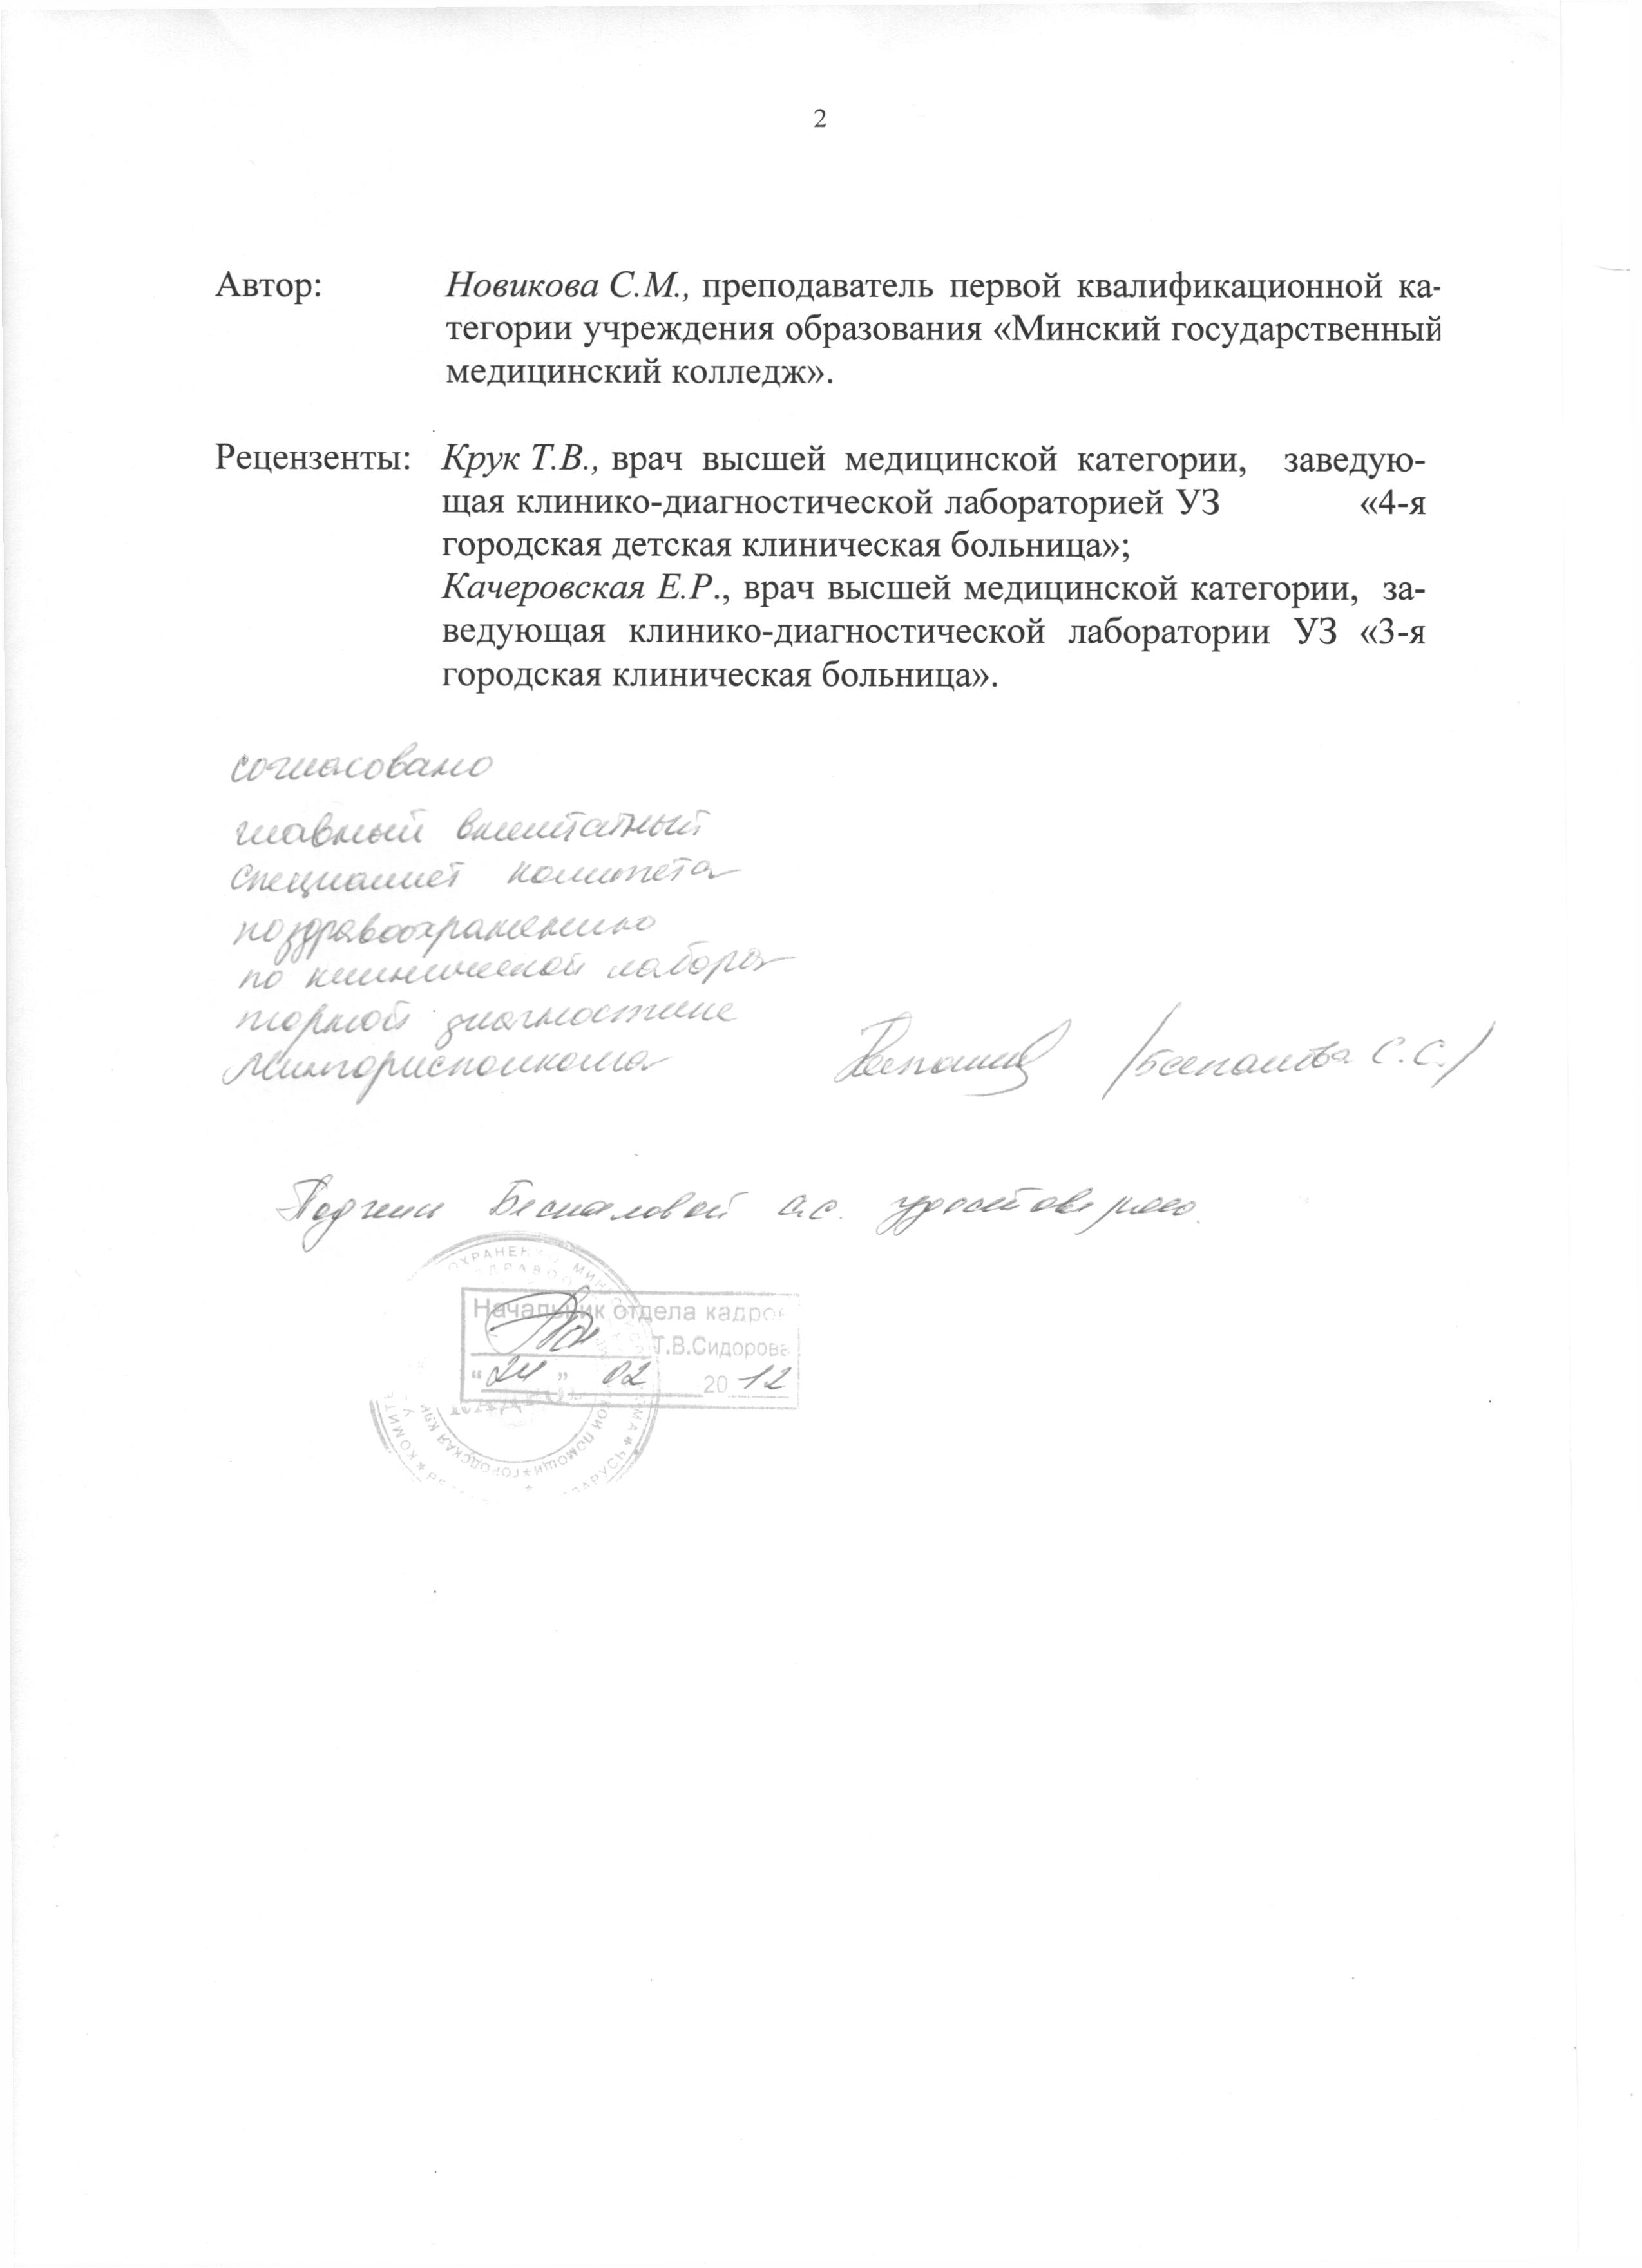 2
Автор: Новикова С.М., преподаватель первой квалификационной ка-
тегории учреждения образования «Минский государственный
медицинский колледж».
Рецензенты: Крук Т.В., врач высшей медицинской категории, заведую-
щая клинико-диагностической лабораторией УЗ «4-я
городская детская клиническая больница»;
Качеровская Е.Р., врач высшей медицинской категории, за-
ведующая клинико-диагностической лаборатории УЗ «3-я
городская клиническая больница».
согласовано
главный внештатный
специалист комитета
по здравоохранению
по клинической лабора
торной диагностике
Мингорисполкома
/Беспалова С.С./
Беспаловой С.С. удостоверяю.
Начальник отдела кадров
Т.В.Сидорова
"24" 02 2012